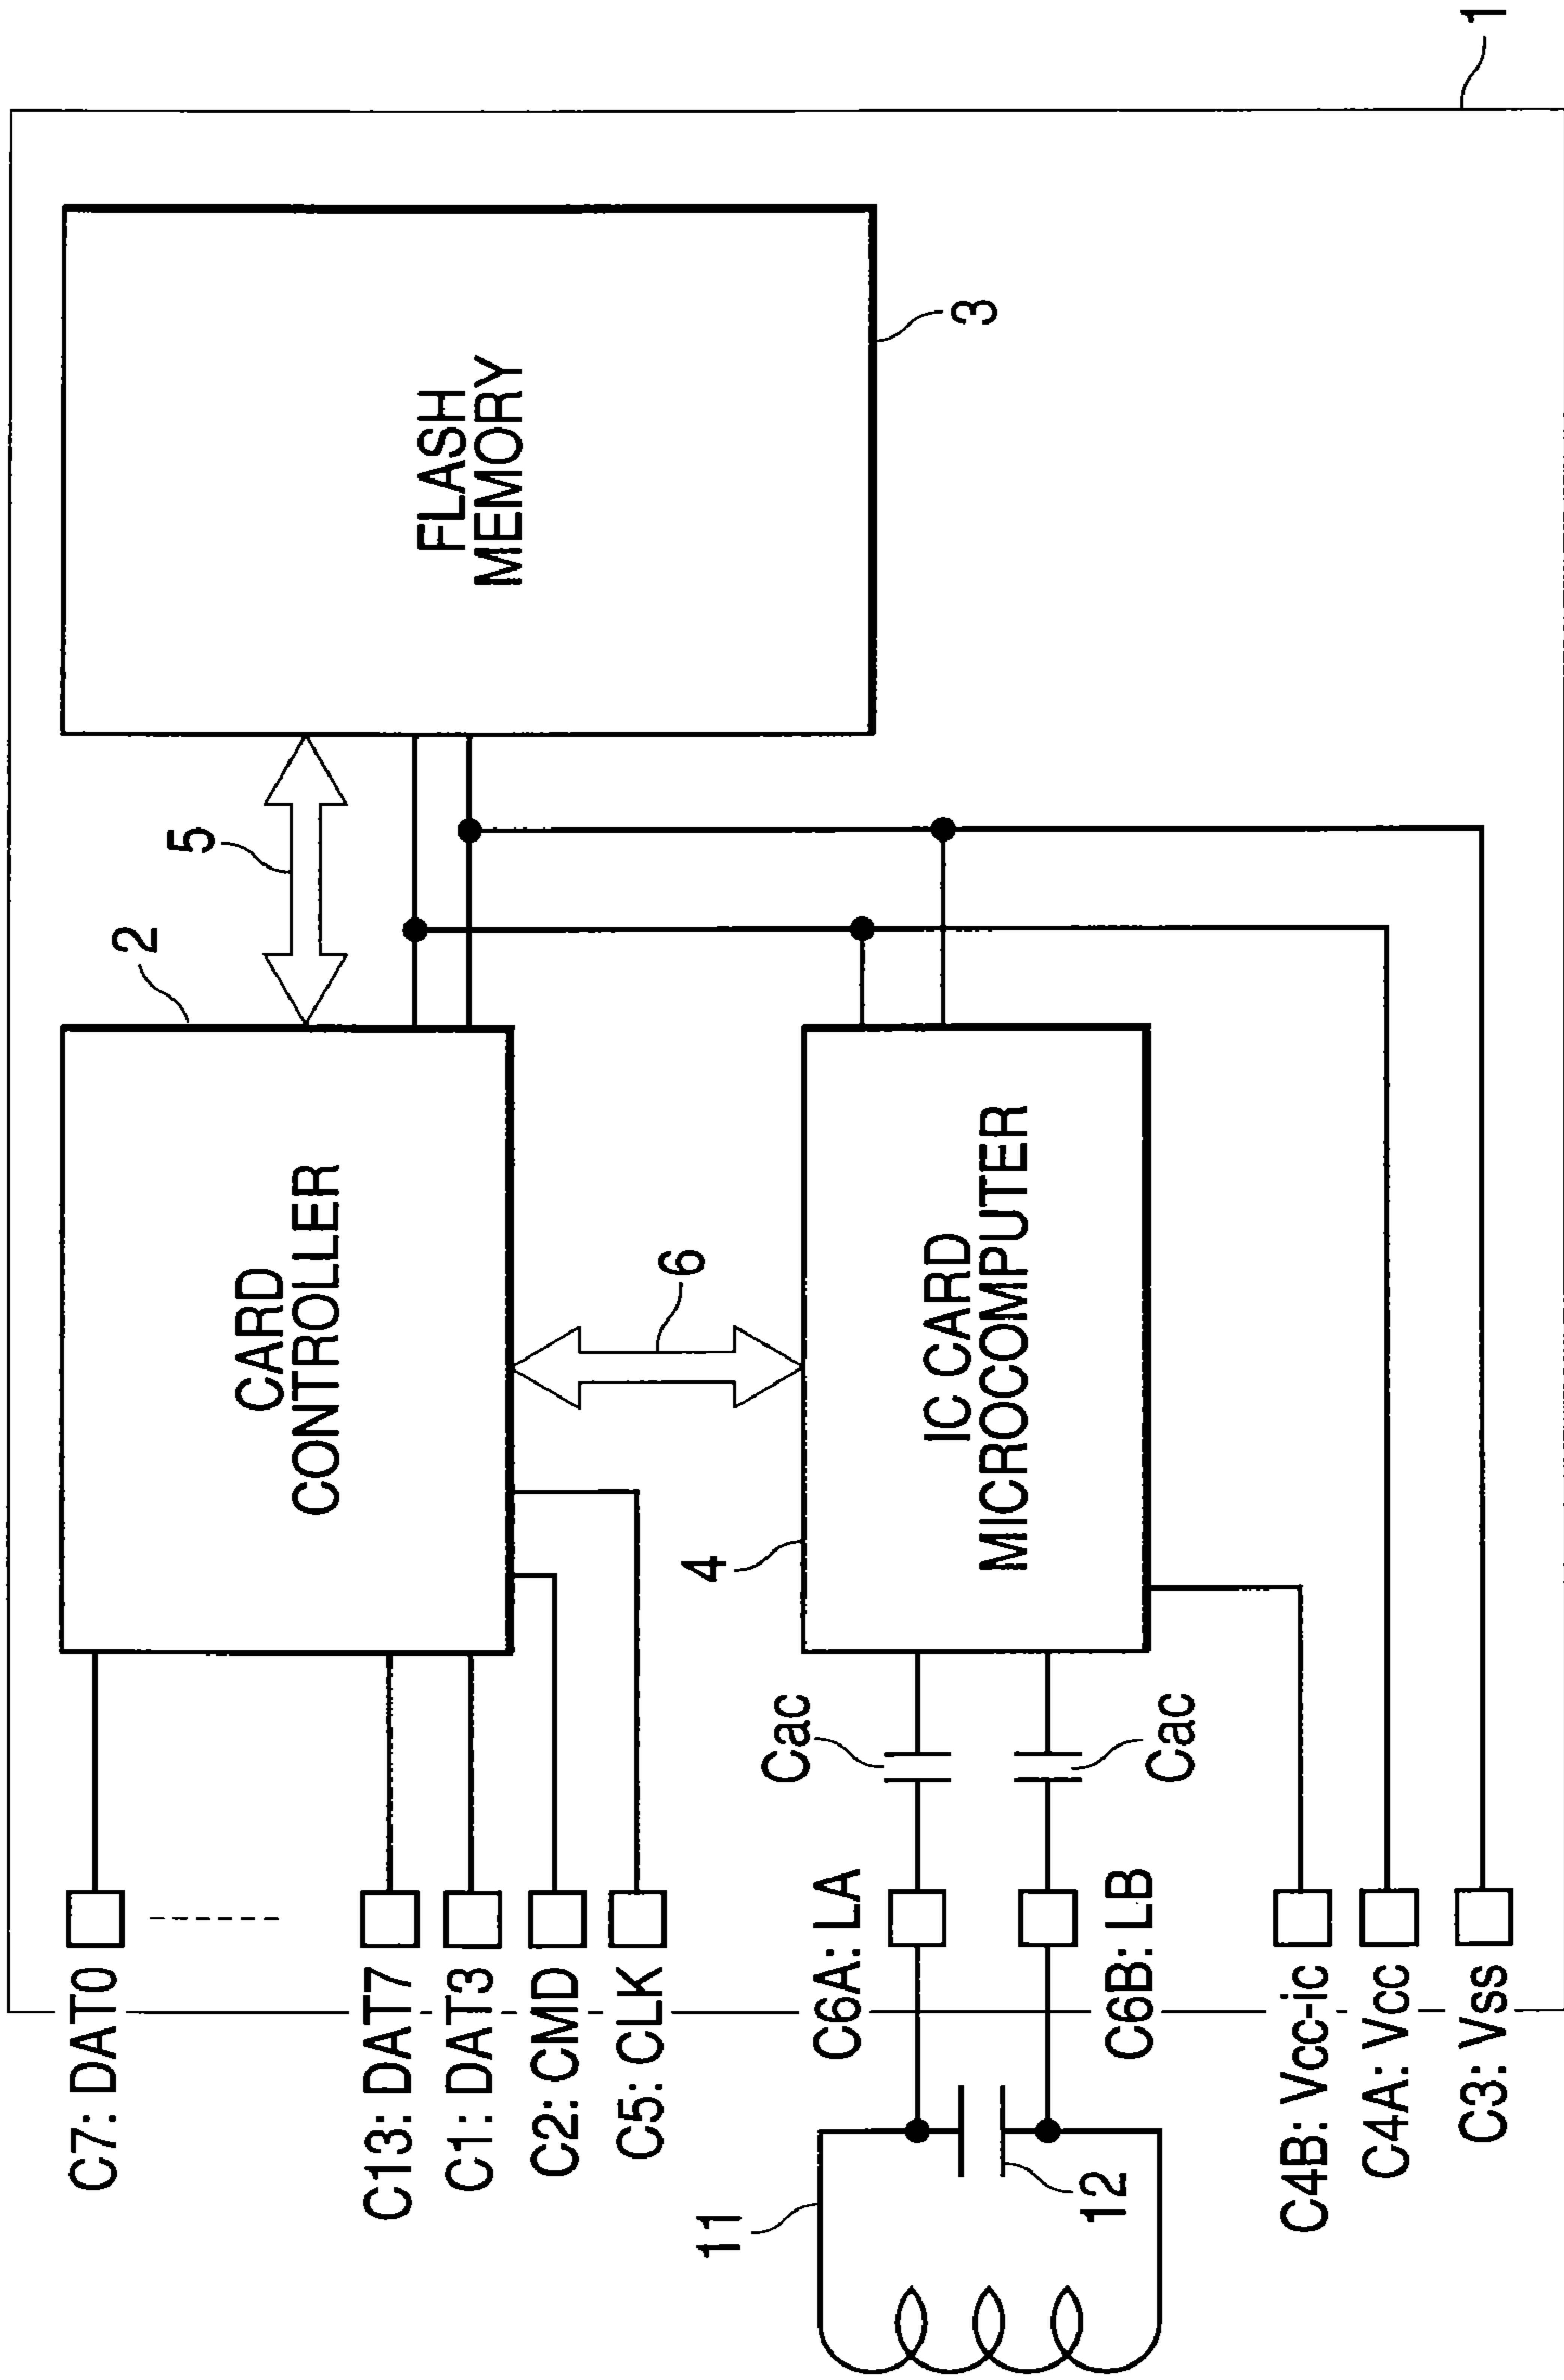 1
FLASH
MEMORY
3
5
2
CARD
CONTROLLER
6
4
IC CARD
MICROCOMPUTER
Cac
Cac
C7: DAT0
C13: DAT7
C1: DAT3
C2: CMD
C5: CLK
C6A: LA
C6B: LB
C4B: Vcc-ic
C4A: Vcc
C3: Vss
11
12